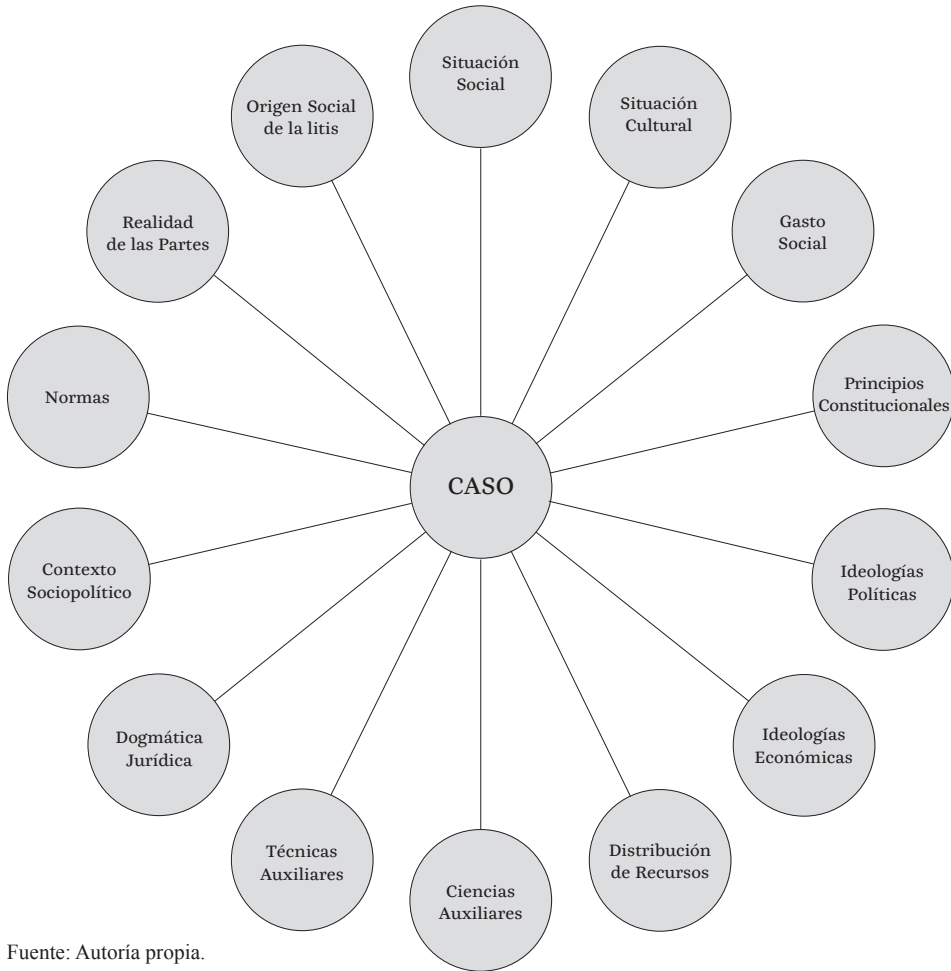 Situación
Social
Situación
Cultural
Gasto
Social
Principios
Constitucionales
Ideologías
Políticas
Ideologías
Económicas
Distribución
de Recursos
Ciencias
Auxiliares
Técnicas
Auxiliares
Dogmática
Jurídica
Contexto
Sociopolítico
Normas
Realidad
de las Partes
Origen Social
de la litis
CASO
Fuente: Autoría propia.